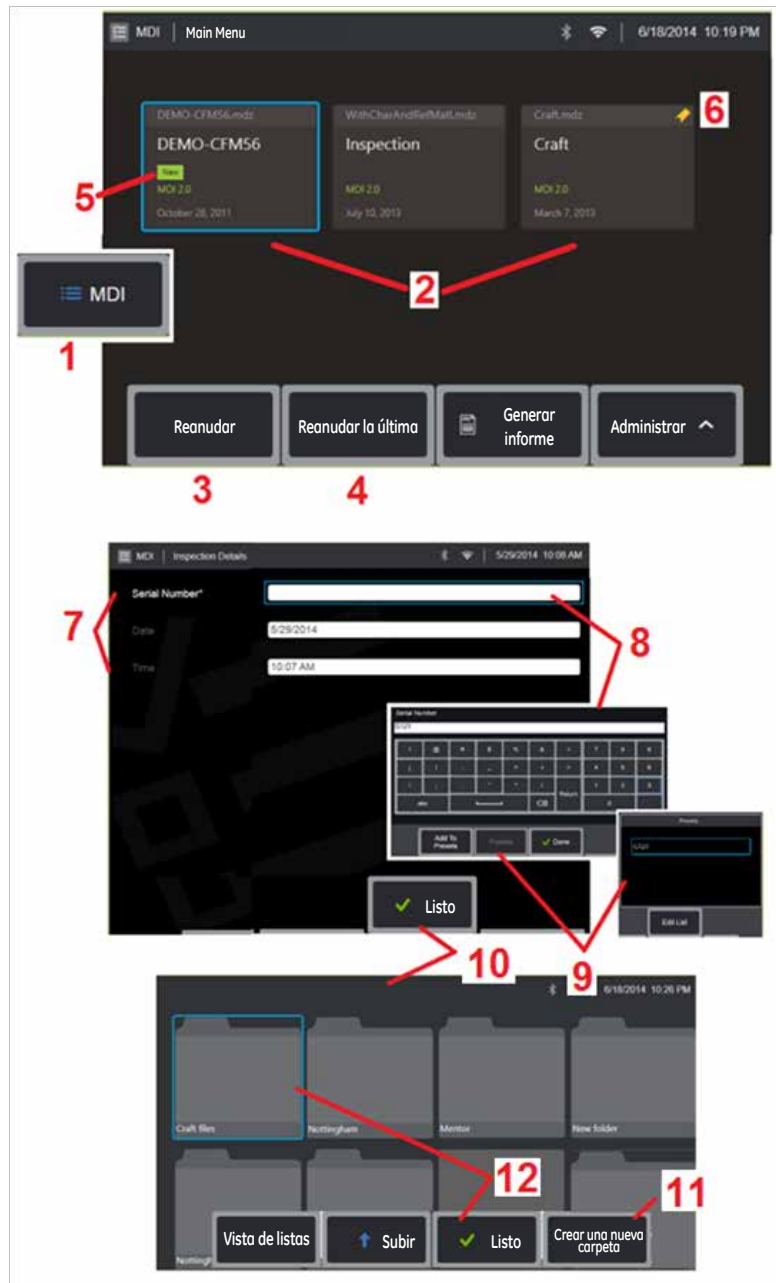 MDI | Main Menu 6/18/2014 10:19 PM
DEMO-CFM56.mdz
DEMO-CFM56
New
MDI 2.0
October 28, 2011
WithCharAndRefMatl.mdz
Inspection
MDI 2.0
July 10, 2013
Craft.mdz
Craft
MDI 2.0
March 7, 2013
6
5
2
MDI
1
Reanudar
Reanudar la última
Generar
informe
Administrar
3
4
MDI | Inspection Details 5/29/2014 10:08 AM
7
Serial Number*
Date
5/29/2014
Time
10:07 AM
8
Serial Number
abc
Return
Add To
Presets
Presets
Done
Presets
Edit List
Listo
10
9
6/18/2014 10:26 PM
Craft files
Nottingham
Mentor
New folder
12
11
Vista de listas
Subir
Listo
Crear una nueva
carpeta